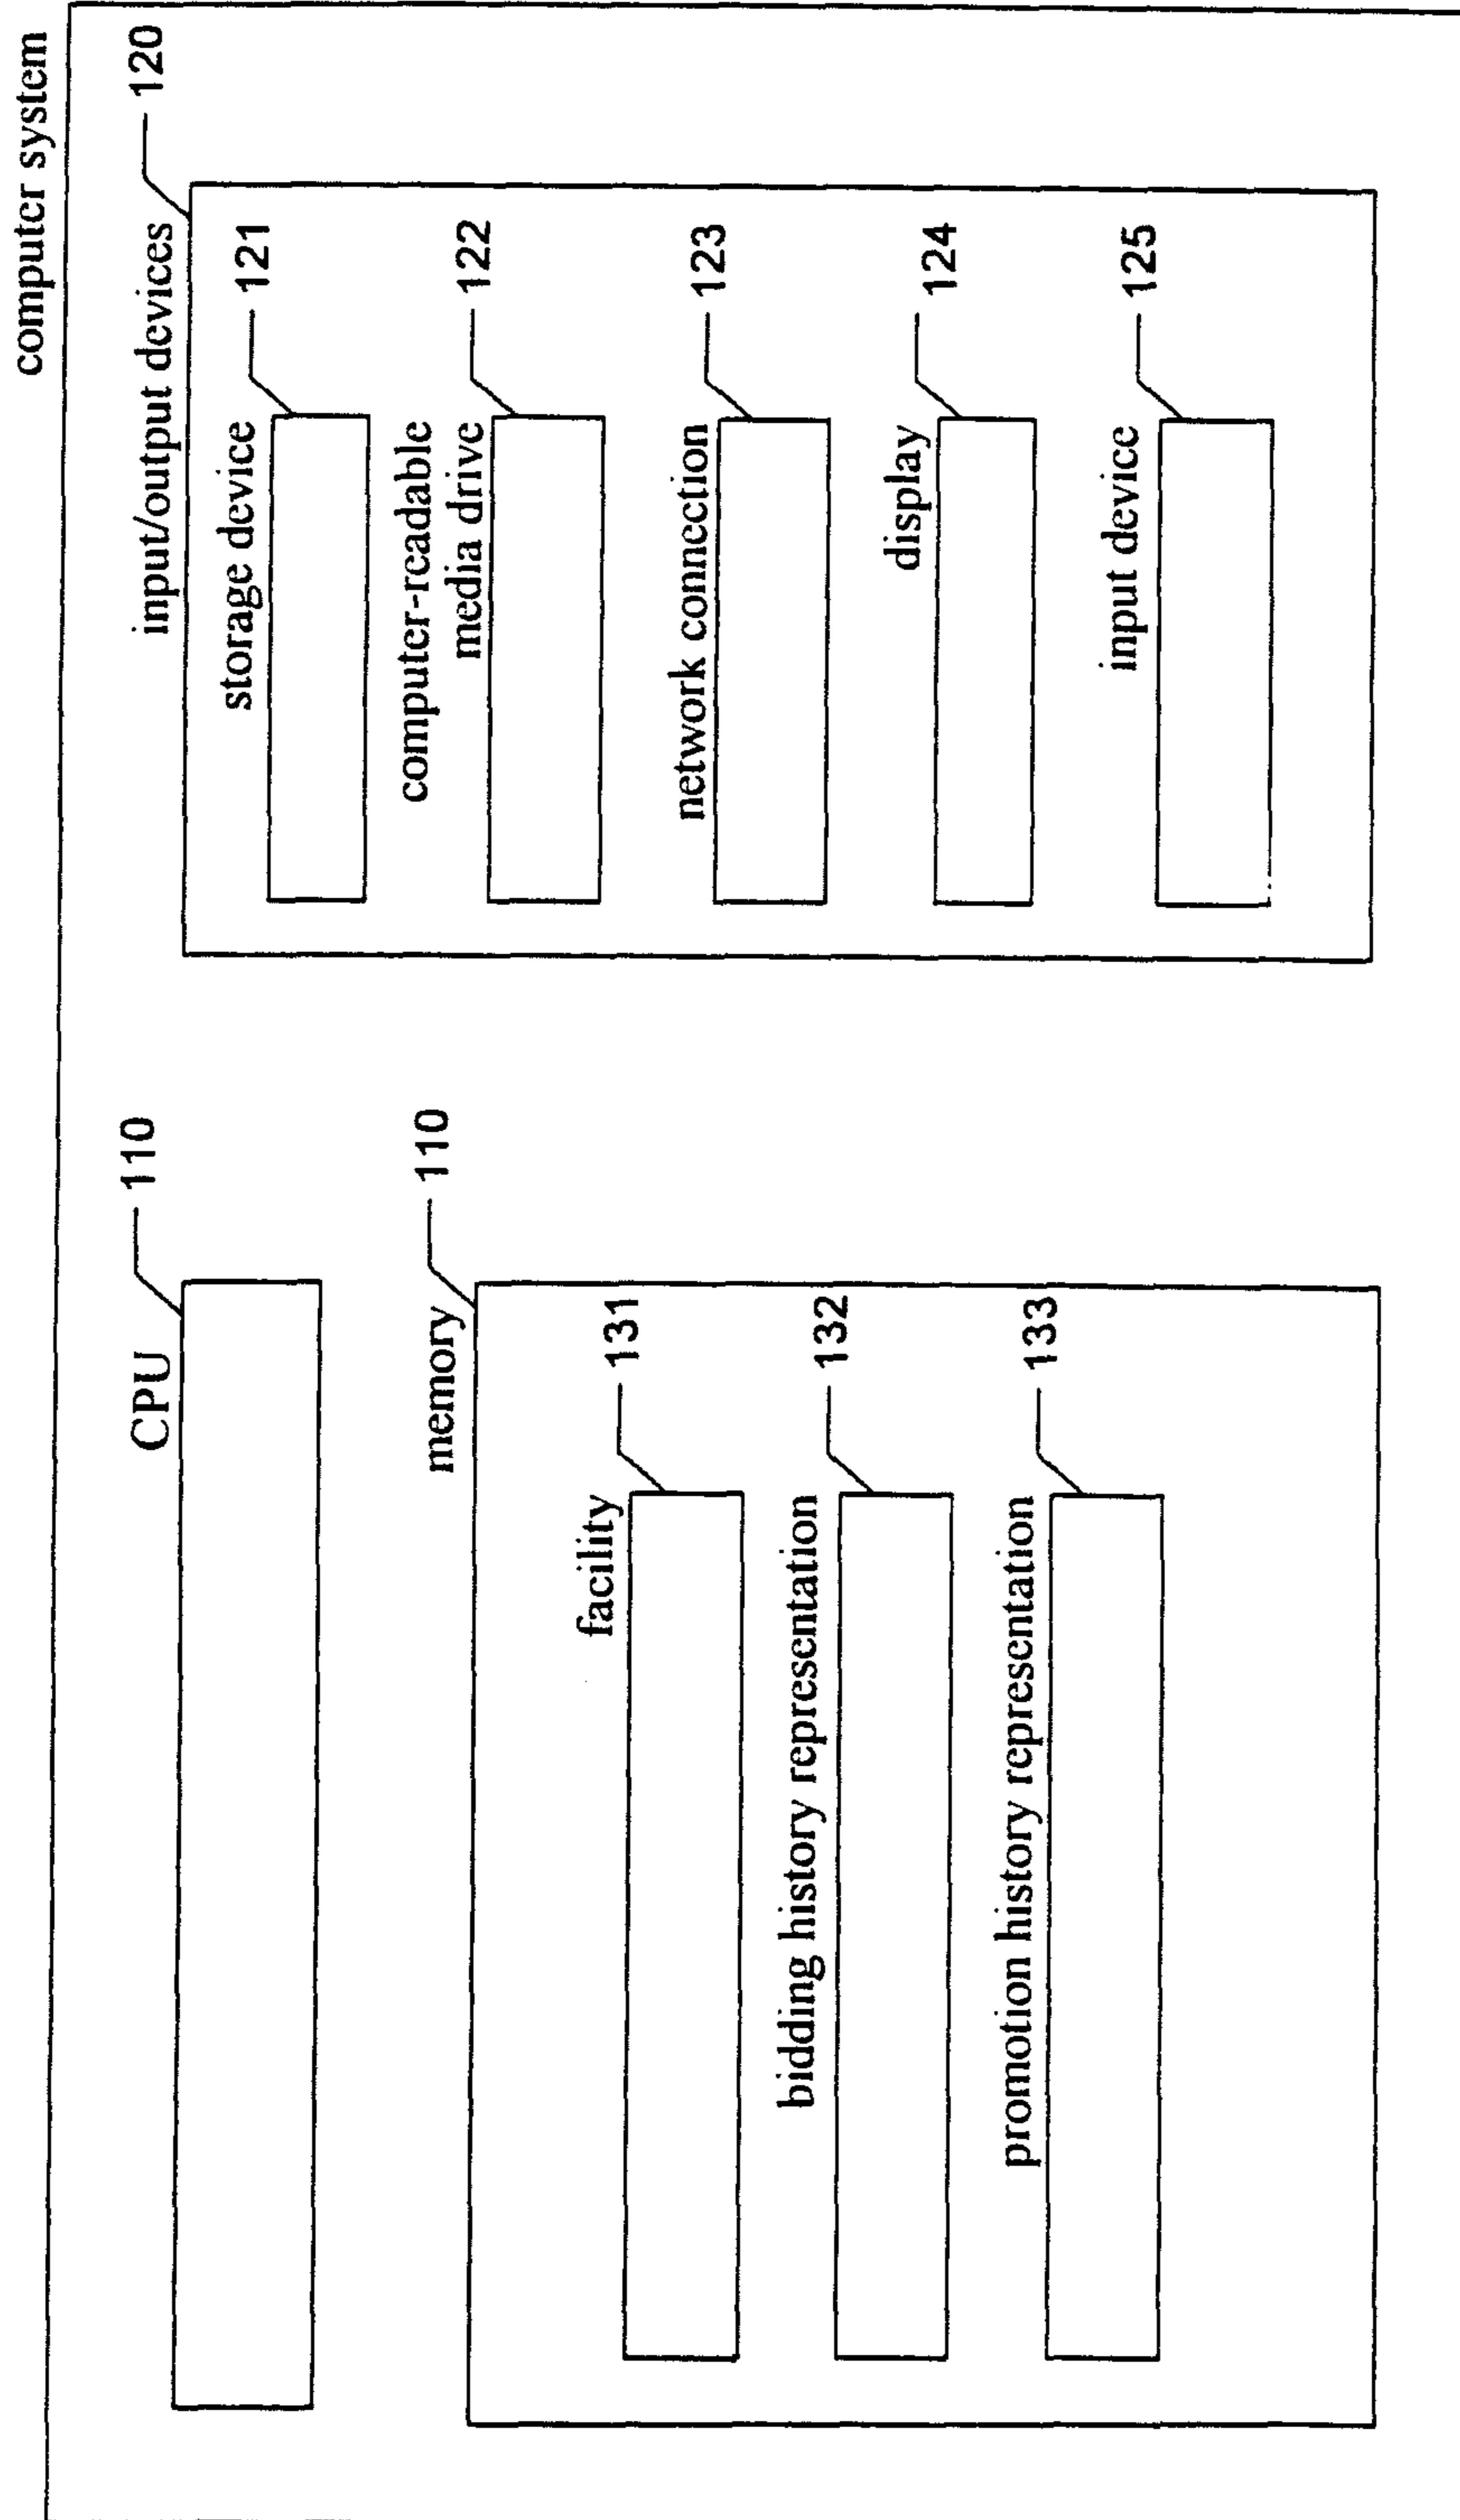 computer system
CPU
110
memory
110
facility
131
bidding history representation
132
promotion history representation
133
input/output devices
120
storage device
121
computer-readable
media drive
122
network connection
123
display
124
input device
125